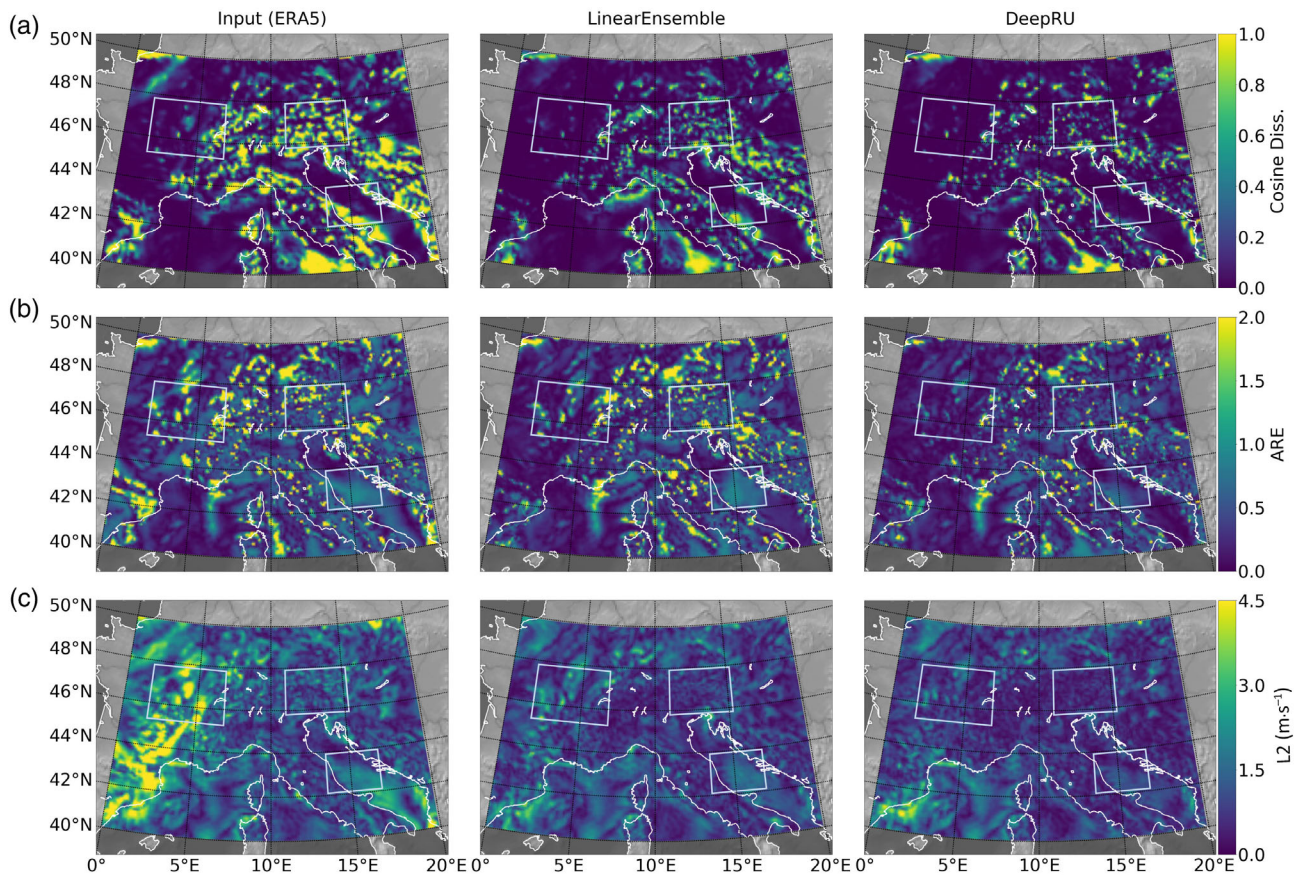 Input (ERA5) LinearEnsemble DeepRU
(a)
50°N
48°N
46°N
44°N
42°N
40°N
1.0
0.8
0.6
0.4
0.2
0.0
Cosine Diss.
(b)
50°N
48°N
46°N
44°N
42°N
40°N
2.0
1.5
1.0
0.5
0.0
ARE
(c)
50°N
48°N
46°N
44°N
42°N
40°N
4.5
3.0
1.5
0.0
L2 (m·s⁻¹)
0° 5°E 10°E 15°E 20°E 0° 5°E 10°E 15°E 20°E 0° 5°E 10°E 15°E 20°E